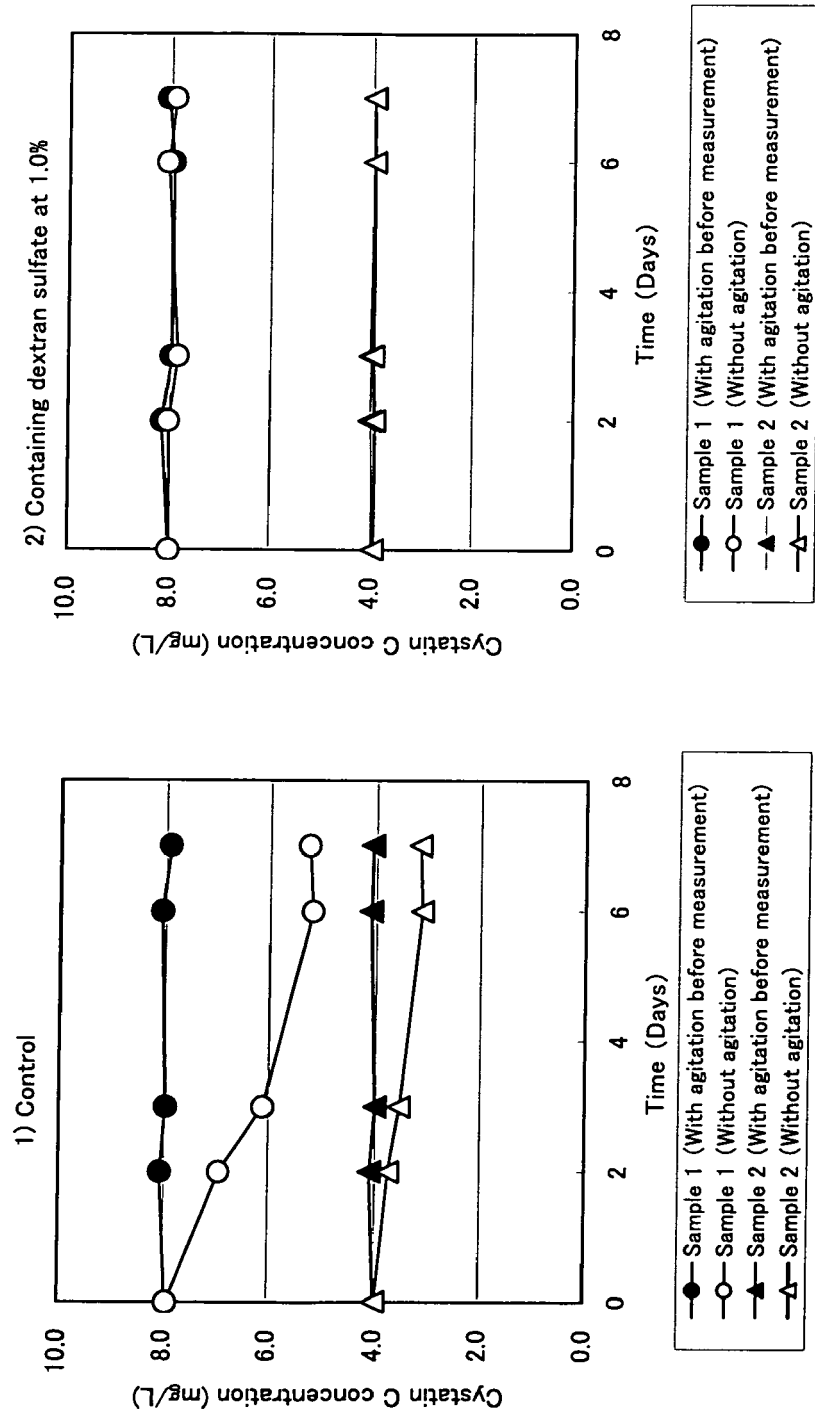 1) Control
Cystatin C concentration (mg/L)
10.0
8.0
6.0
4.0
2.0
0.0
0
2
4
6
8
Time (Days)
Sample 1 (With agitation before measurement)
Sample 1 (Without agitation)
Sample 2 (With agitation before measurement)
Sample 2 (Without agitation)
2) Containing dextran sulfate at 1.0%
Cystatin C concentration (mg/L)
10.0
8.0
6.0
4.0
2.0
0.0
0
2
4
6
8
Time (Days)
Sample 1 (With agitation before measurement)
Sample 1 (Without agitation)
Sample 2 (With agitation before measurement)
Sample 2 (Without agitation)